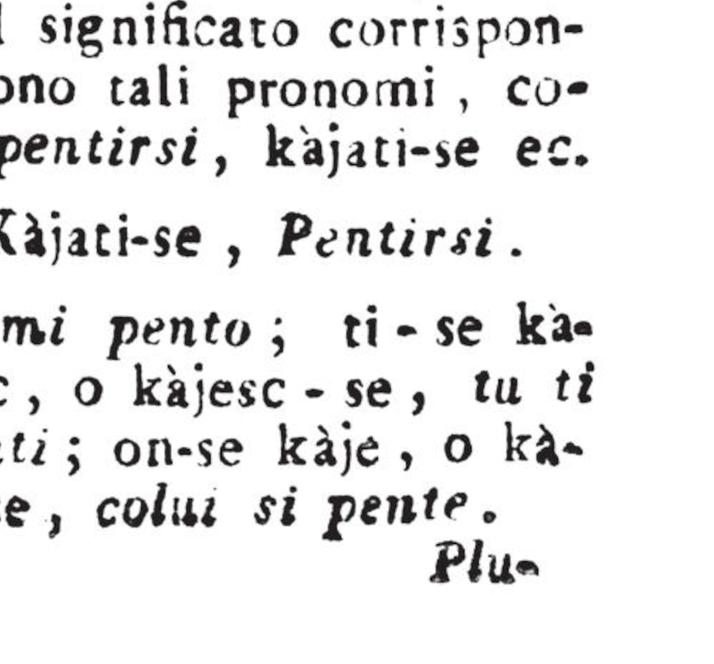 significato corrispon-
ono tali pronomi, co-
pentirsi, kàjati-se ec.
Kàjati-se, Pentirsi.
mi pento; ti-se kà-
c, o kàjesc-se, tu ti
ti; on-se kàje, o kà-
e, colui si pente.
Plu-